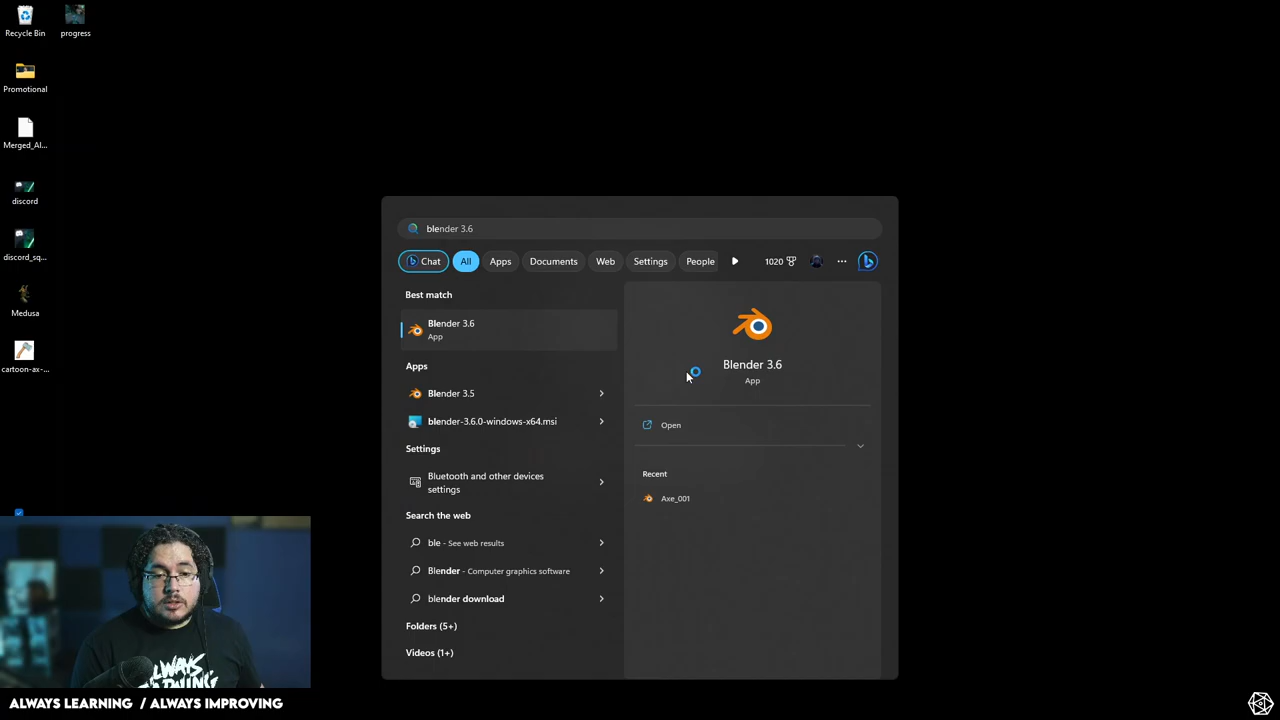 Recycle Bin
progress
Promotional
Merged_Al...
discord
discord_sq...
Medusa
cartoon-ax-...
blender 3.6
Chat
All
Apps
Documents
Web
Settings
People
1020
Best match
Blender 3.6
App
Apps
Blender 3.5
blender-3.6.0-windows-x64.msi
Settings
Bluetooth and other devices
settings
Search the web
ble - See web results
Blender - Computer graphics software
blender download
Folders (5+)
Videos (1+)
Blender 3.6
App
Open
Recent
Axe_001
ALWAYS LEARNING / ALWAYS IMPROVING